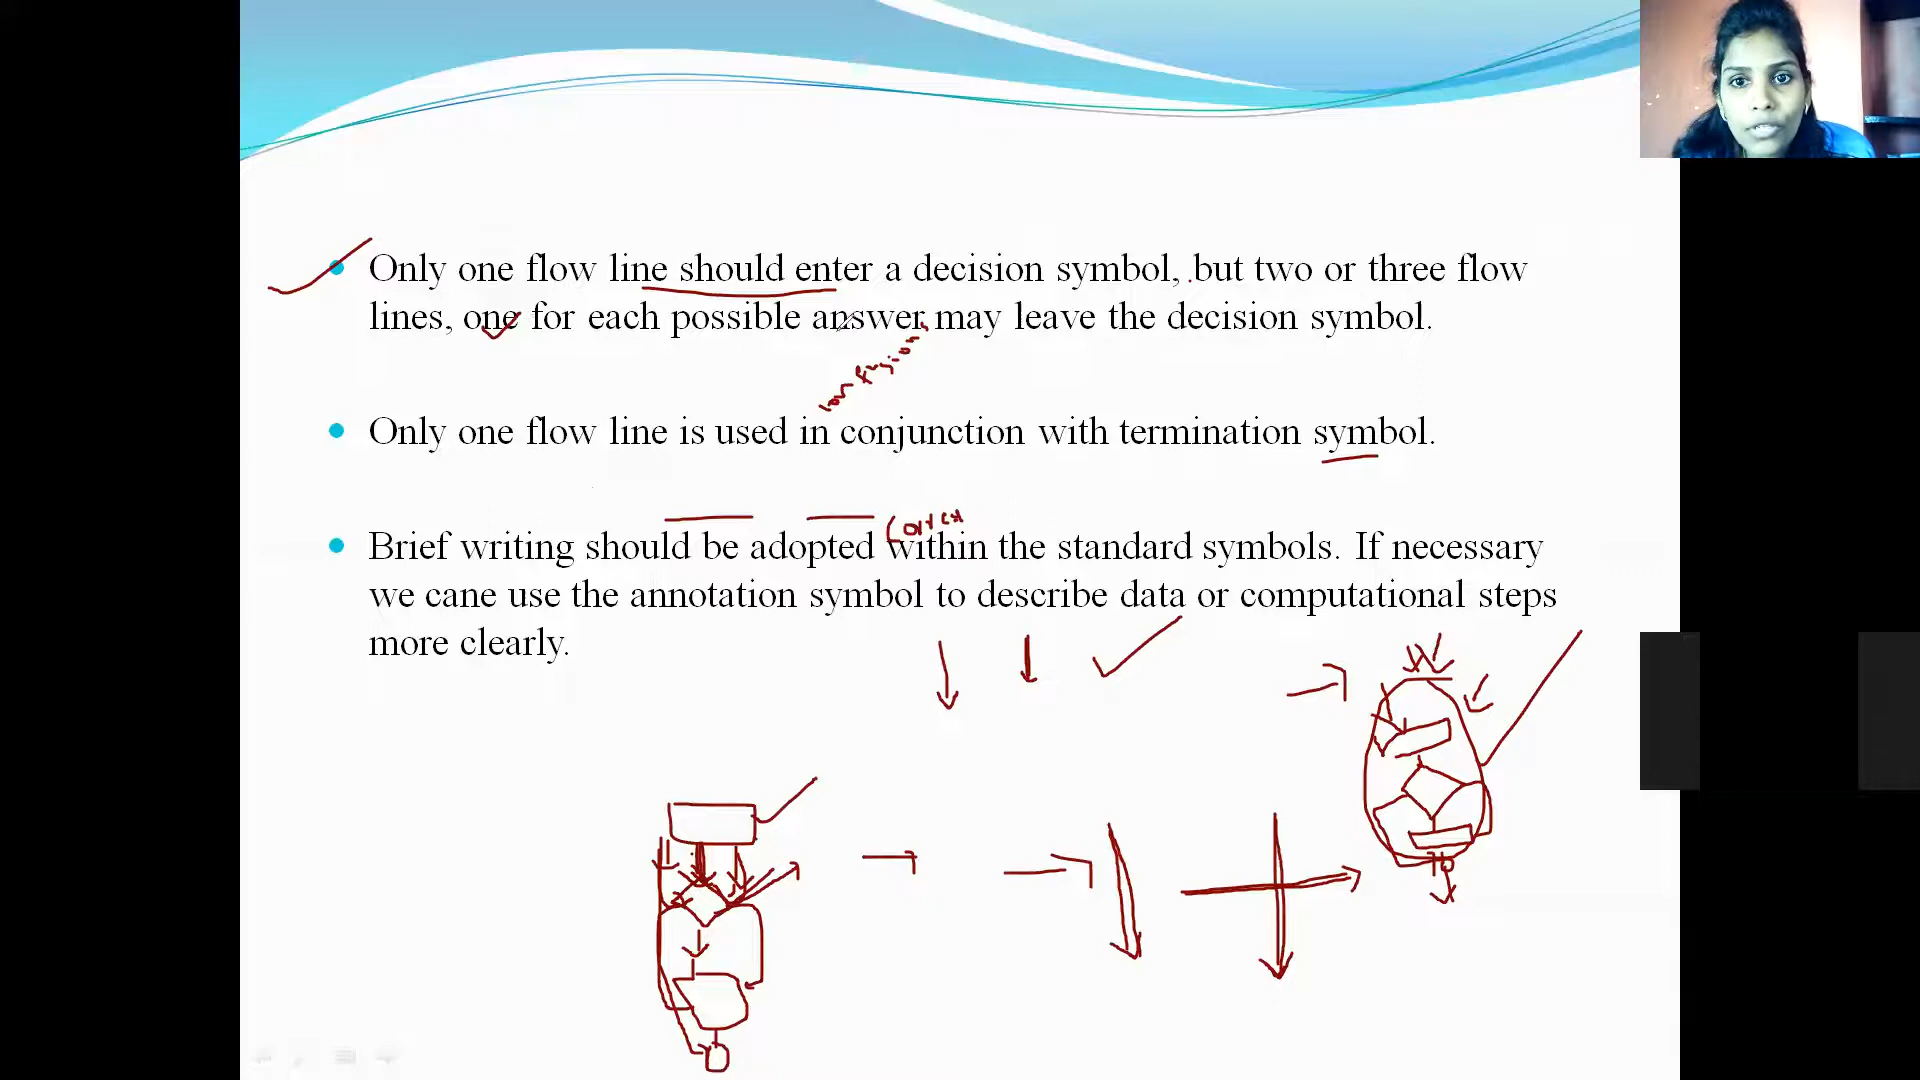 Only one flow line should enter a decision symbol, but two or three flow
lines, one for each possible answer, may leave the decision symbol.
confusion
Only one flow line is used in conjunction with termination symbol.
Brief writing should be adopted within the standard symbols. If necessary
we cane use the annotation symbol to describe data or computational steps
more clearly.